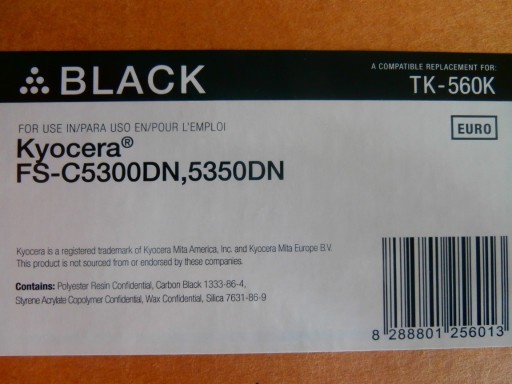 BLACK
A COMPATIBLE REPLACEMENT FOR:
TK-560K
FOR USE IN/PARA USO EN/POUR L'EMPLOI
EURO
Kyocera®
FS-C5300DN,5350DN
Kyocera is a registered trademark of Kyocera Mita America, Inc. and Kyocera Mita Europe B.V.
This product is not sourced from or endorsed by these companies.
Contains: Polyester Resin Confidential, Carbon Black 1333-86-4,
Styrene Acrylate Copolymer Confidential, Wax Confidential, Silica 7631-86-9
8 288801 256013